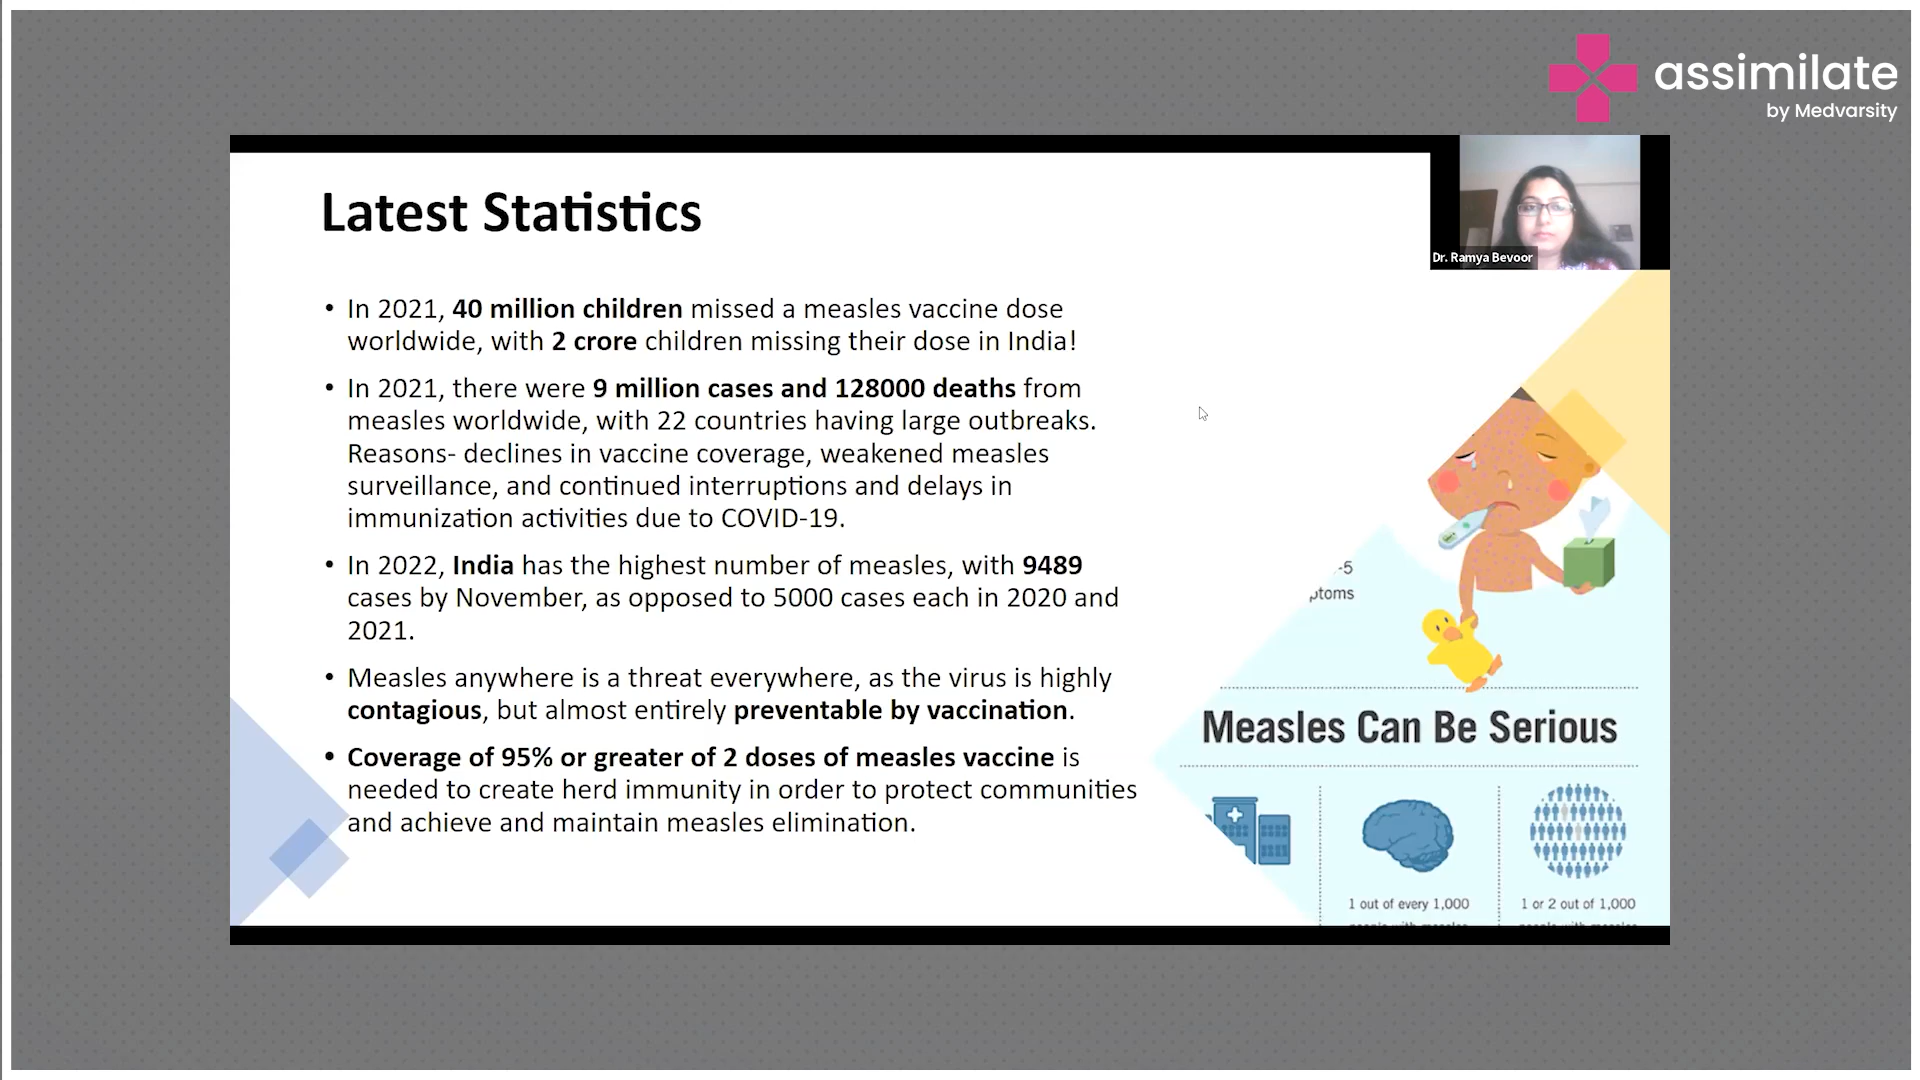 assimilate
by Medvarsity
Dr. Ramya Bevoor
Latest Statistics
• In 2021, 40 million children missed a measles vaccine dose
worldwide, with 2 crore children missing their dose in India!
• In 2021, there were 9 million cases and 128000 deaths from
measles worldwide, with 22 countries having large outbreaks.
Reasons- declines in vaccine coverage, weakened measles
surveillance, and continued interruptions and delays in
immunization activities due to COVID-19.
• In 2022, India has the highest number of measles, with 9489
cases by November, as opposed to 5000 cases each in 2020 and
2021.
• Measles anywhere is a threat everywhere, as the virus is highly
contagious, but almost entirely preventable by vaccination.
• Coverage of 95% or greater of 2 doses of measles vaccine is
needed to create herd immunity in order to protect communities
and achieve and maintain measles elimination.
-5
ptoms
Measles Can Be Serious
1 out of every 1,000
1 or 2 out of 1,000